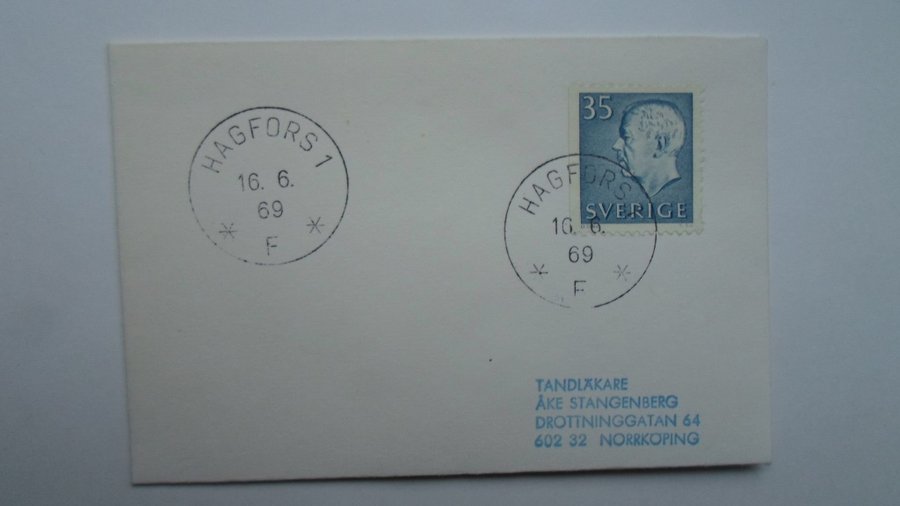 HAGFORS 1
16. 6.
69
F
35
SVERIGE
HAGFORS
16. 6.
69
F
TANDLÄKARE
ÅKE STANGENBERG
DROTTNINGGATAN 64
602 32 NORRKÖPING